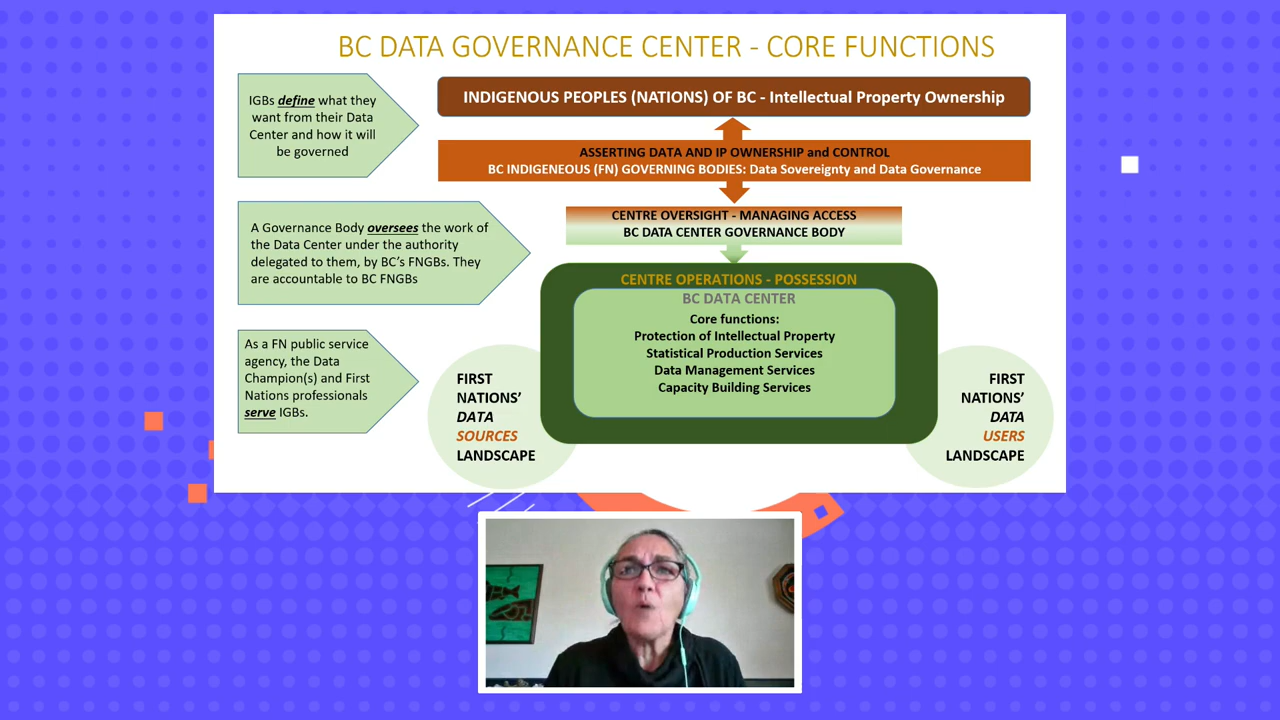 BC DATA GOVERNANCE CENTER - CORE FUNCTIONS
IGBs define what they
want from their Data
Center and how it will
be governed
INDIGENOUS PEOPLES (NATIONS) OF BC - Intellectual Property Ownership
ASSERTING DATA AND IP OWNERSHIP and CONTROL
BC INDIGENEOUS (FN) GOVERNING BODIES: Data Sovereignty and Data Governance
A Governance Body oversees the work of
the Data Center under the authority
delegated to them, by BC's FNGBs. They
are accountable to BC FNGBs
CENTRE OVERSIGHT - MANAGING ACCESS
BC DATA CENTER GOVERNANCE BODY
CENTRE OPERATIONS - POSSESSION
BC DATA CENTER
Core functions:
Protection of Intellectual Property
Statistical Production Services
Data Management Services
Capacity Building Services
As a FN public service
agency, the Data
Champion(s) and First
Nations professionals
serve IGBs.
FIRST
NATIONS'
DATA
SOURCES
LANDSCAPE
FIRST
NATIONS'
DATA
USERS
LANDSCAPE